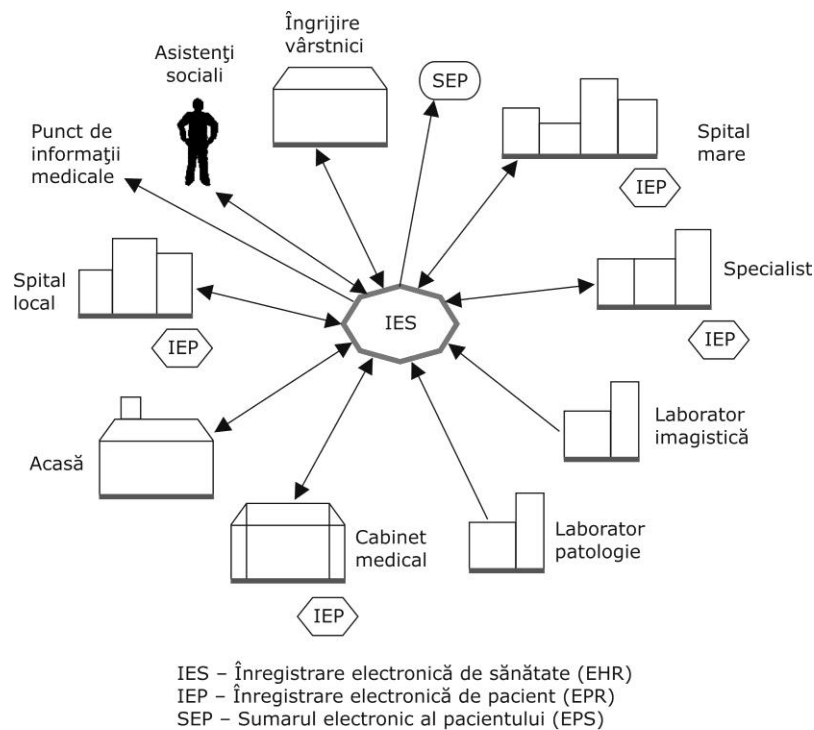 Îngrijire
vârstnici
Asistenţi
sociali
SEP
Punct de
informaţii
medicale
Spital
mare
IEP
Spital
local
IEP
IES
Specialist
IEP
Laborator
imagistică
Acasă
Cabinet
medical
IEP
Laborator
patologie
IES – Înregistrare electronică de sănătate (EHR)
IEP – Înregistrare electronică de pacient (EPR)
SEP – Sumarul electronic al pacientului (EPS)